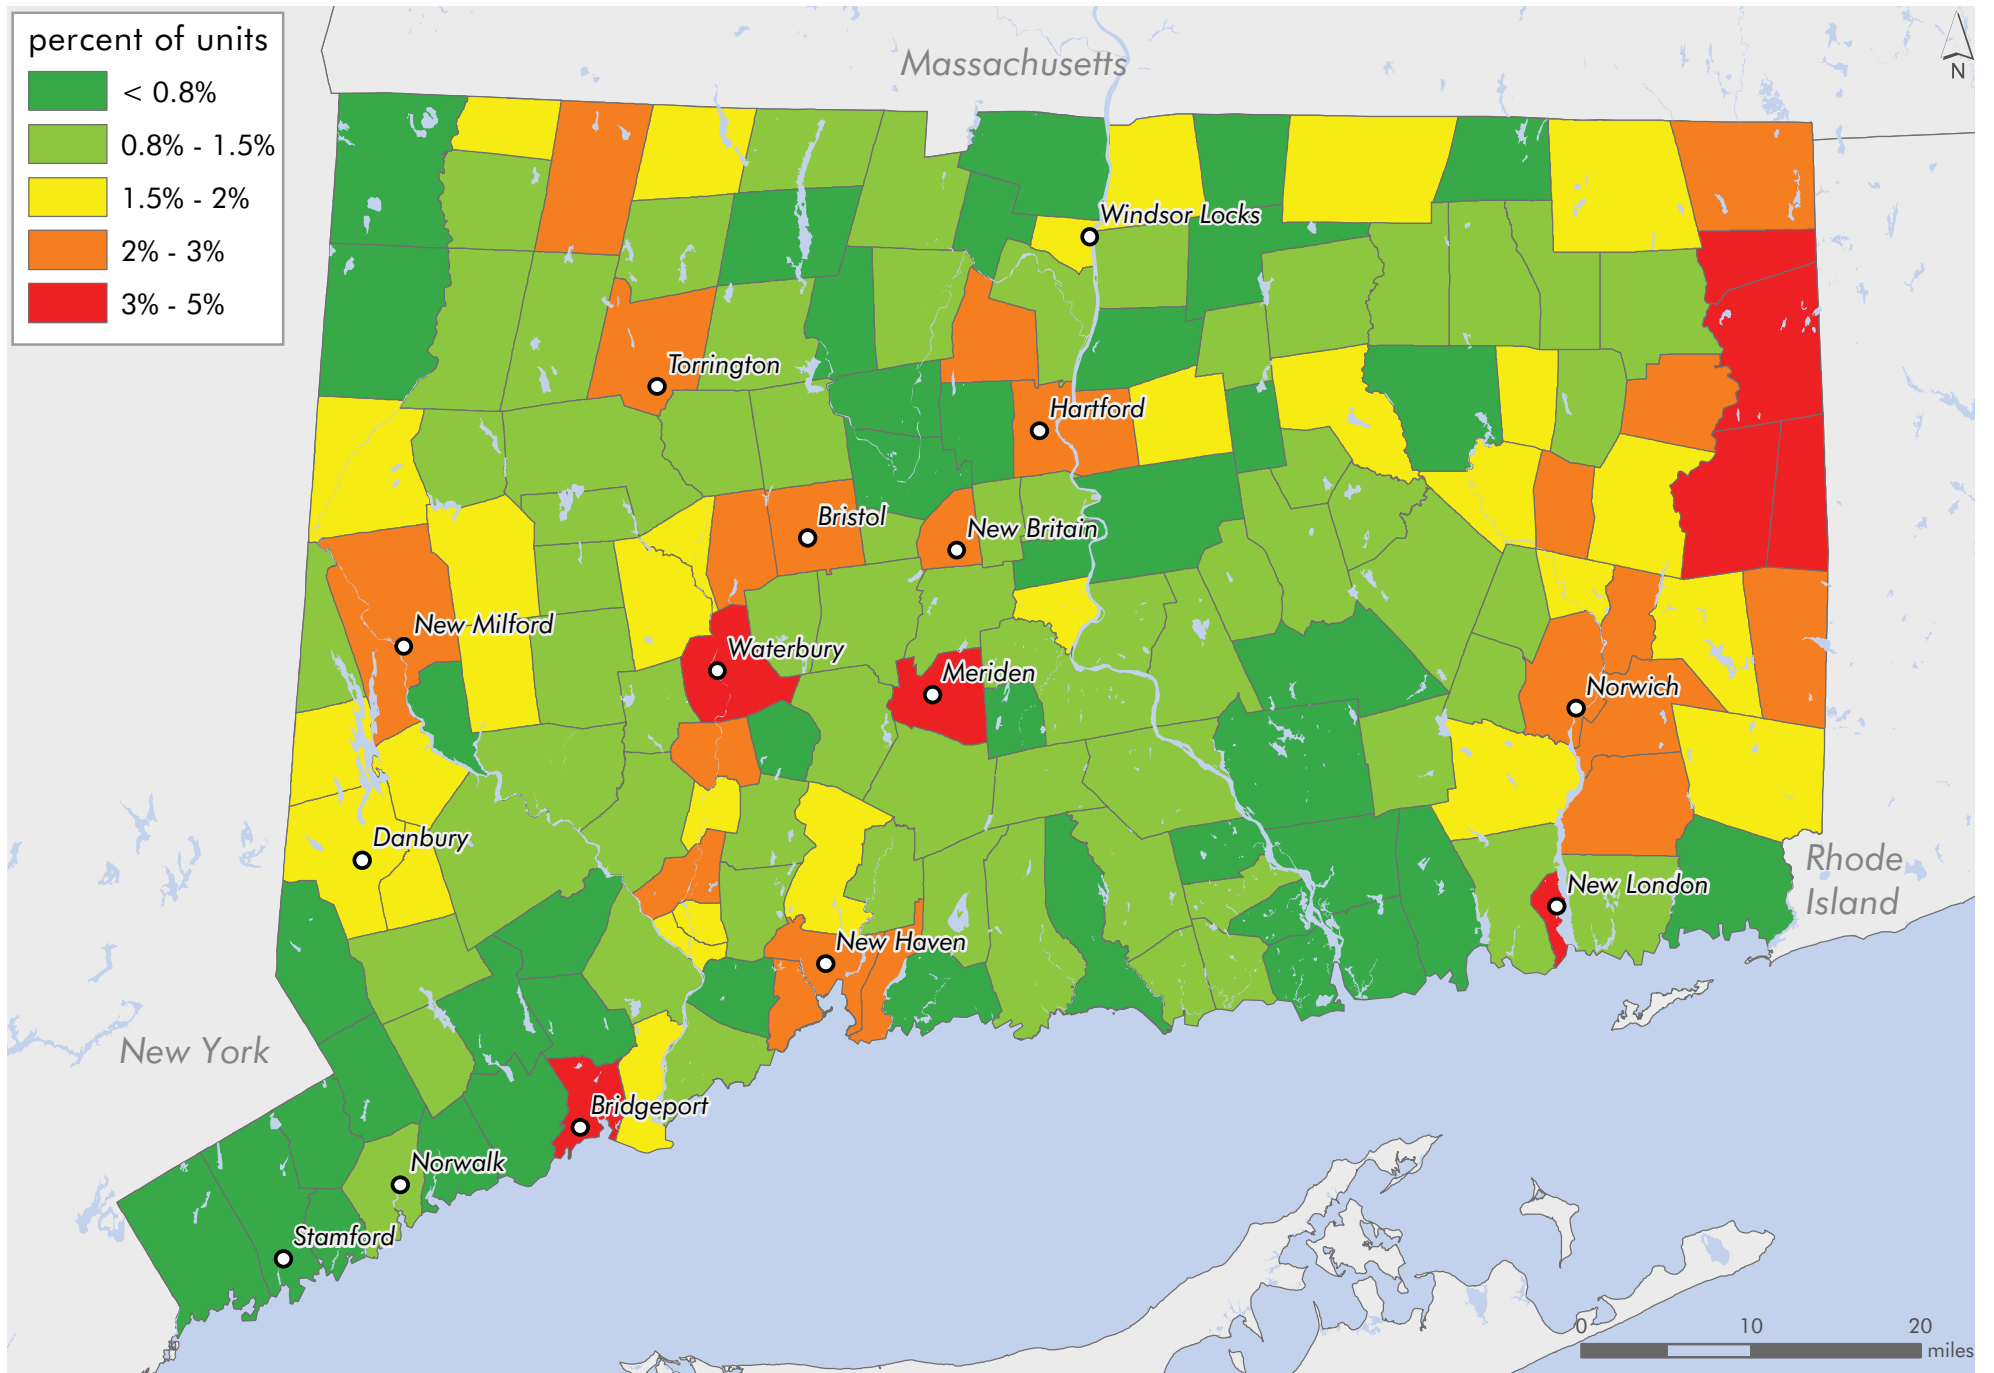 percent of units
< 0.8%
0.8% - 1.5%
1.5% - 2%
2% - 3%
3% - 5%
Massachusetts
N
Windsor Locks
Torrington
Hartford
Bristol
New Britain
New Milford
Waterbury
Meriden
Norwich
Danbury
Rhode
Island
New London
New Haven
New York
Bridgeport
Norwalk
Stamford
0 10 20
miles